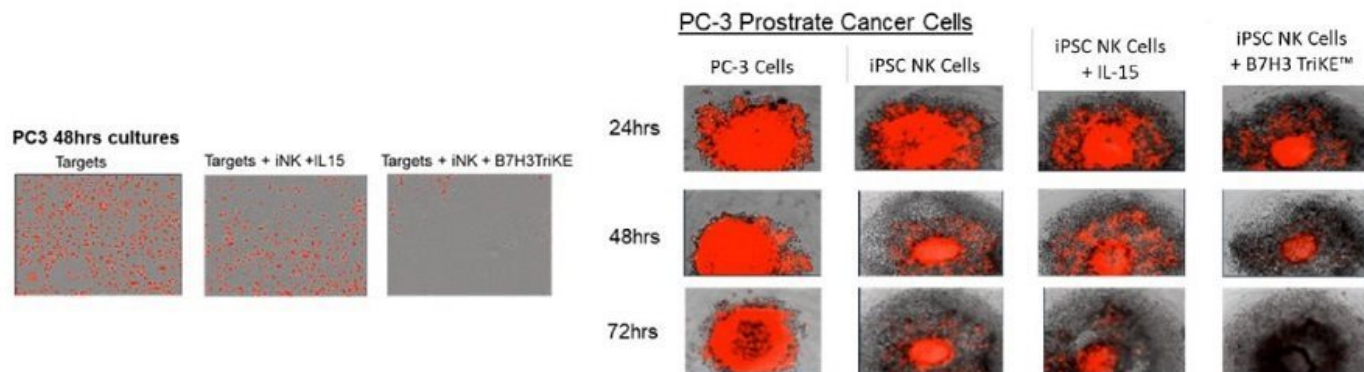 PC3 48hrs cultures
Targets
Targets + iNK +IL15
Targets + iNK + B7H3TriKE
PC-3 Prostrate Cancer Cells
PC-3 Cells
iPSC NK Cells
iPSC NK Cells
+ IL-15
iPSC NK Cells
+ B7H3 TriKE™
24hrs
48hrs
72hrs